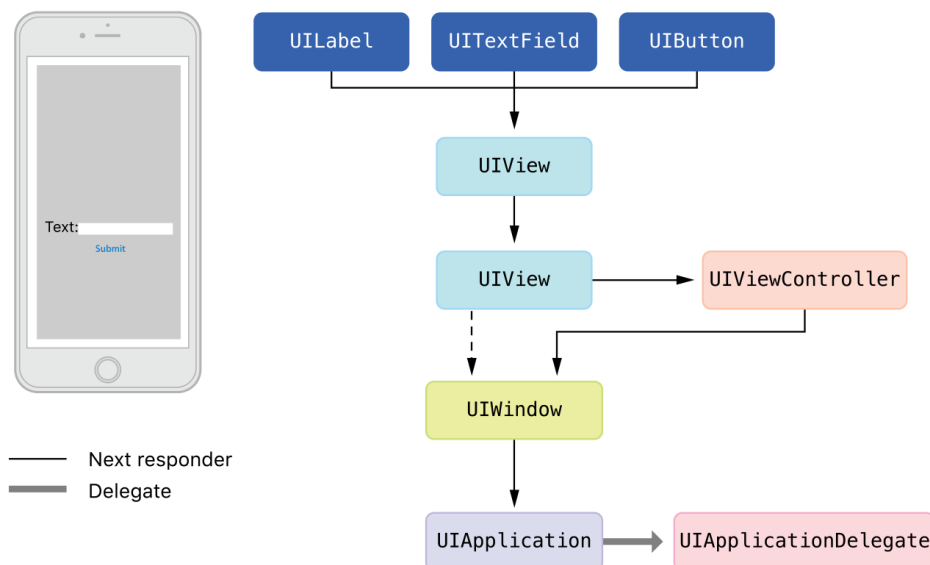 UILabel
UITextField
UIButton
UIView
Text:
Submit
UIView
UIViewController
UIWindow
Next responder
Delegate
UIApplication
UIApplicationDelegate